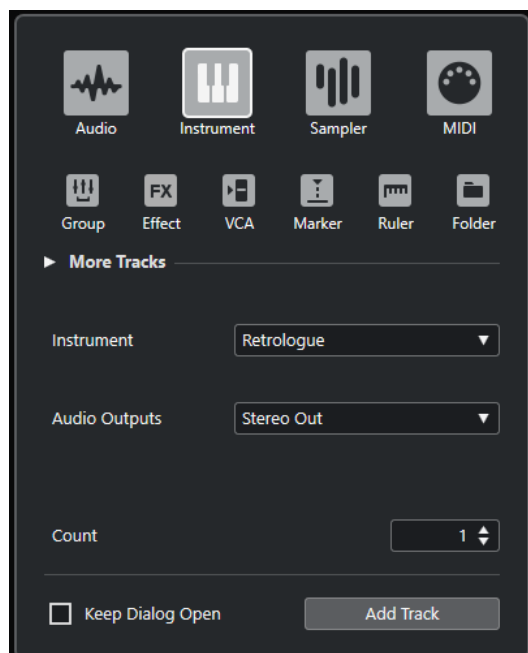 Audio Instrument Sampler MIDI
FX
Group Effect VCA Marker Ruler Folder
More Tracks
Instrument Retrologue
Audio Outputs Stereo Out
Count 1
Keep Dialog Open Add Track